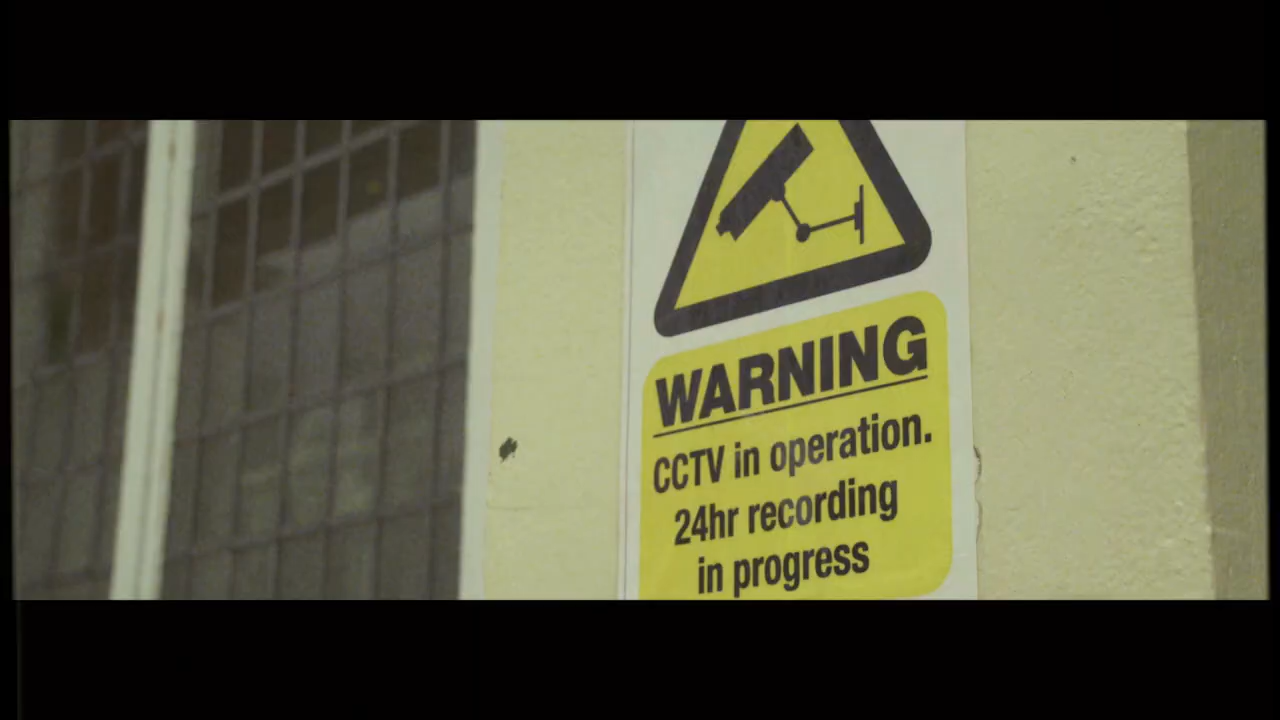 WARNING
CCTV in operation.
24hr recording
in progress